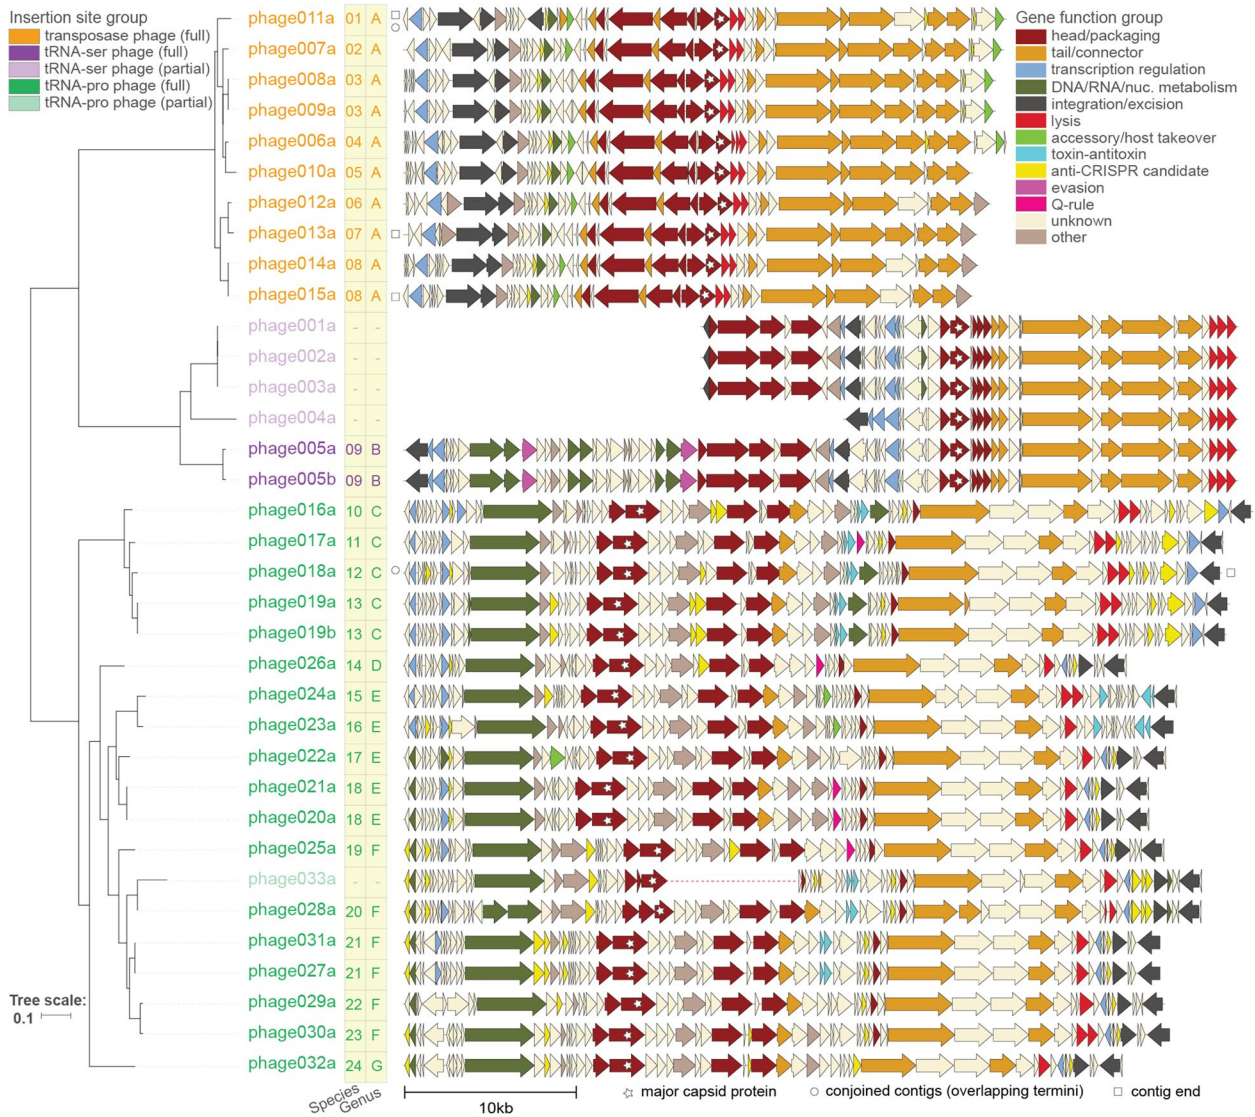 Insertion site group
transposase phage (full)
tRNA-ser phage (full)
tRNA-ser phage (partial)
tRNA-pro phage (full)
tRNA-pro phage (partial)
Gene function group
head/packaging
tail/connector
transcription regulation
DNA/RNA/nuc. metabolism
integration/excision
lysis
accessory/host takeover
toxin-antitoxin
anti-CRISPR candidate
evasion
Q-rule
unknown
other
phage011a 01 A
phage007a 02 A
phage008a 03 A
phage009a 03 A
phage006a 04 A
phage010a 05 A
phage012a 06 A
phage013a 07 A
phage014a 08 A
phage015a 08 A
phage001a - -
phage002a - -
phage003a - -
phage004a - -
phage005a 09 B
phage005b 09 B
phage016a 10 C
phage017a 11 C
phage018a 12 C
phage019a 13 C
phage019b 13 C
phage026a 14 D
phage024a 15 E
phage023a 16 E
phage022a 17 E
phage021a 18 E
phage020a 18 E
phage025a 19 F
phage033a - -
phage028a 20 F
phage031a 21 F
phage027a 21 F
phage029a 22 F
phage030a 23 F
phage032a 24 G
Tree scale:
0.1
Species
Genus
10kb
major capsid protein
conjoined contigs (overlapping termini)
contig end